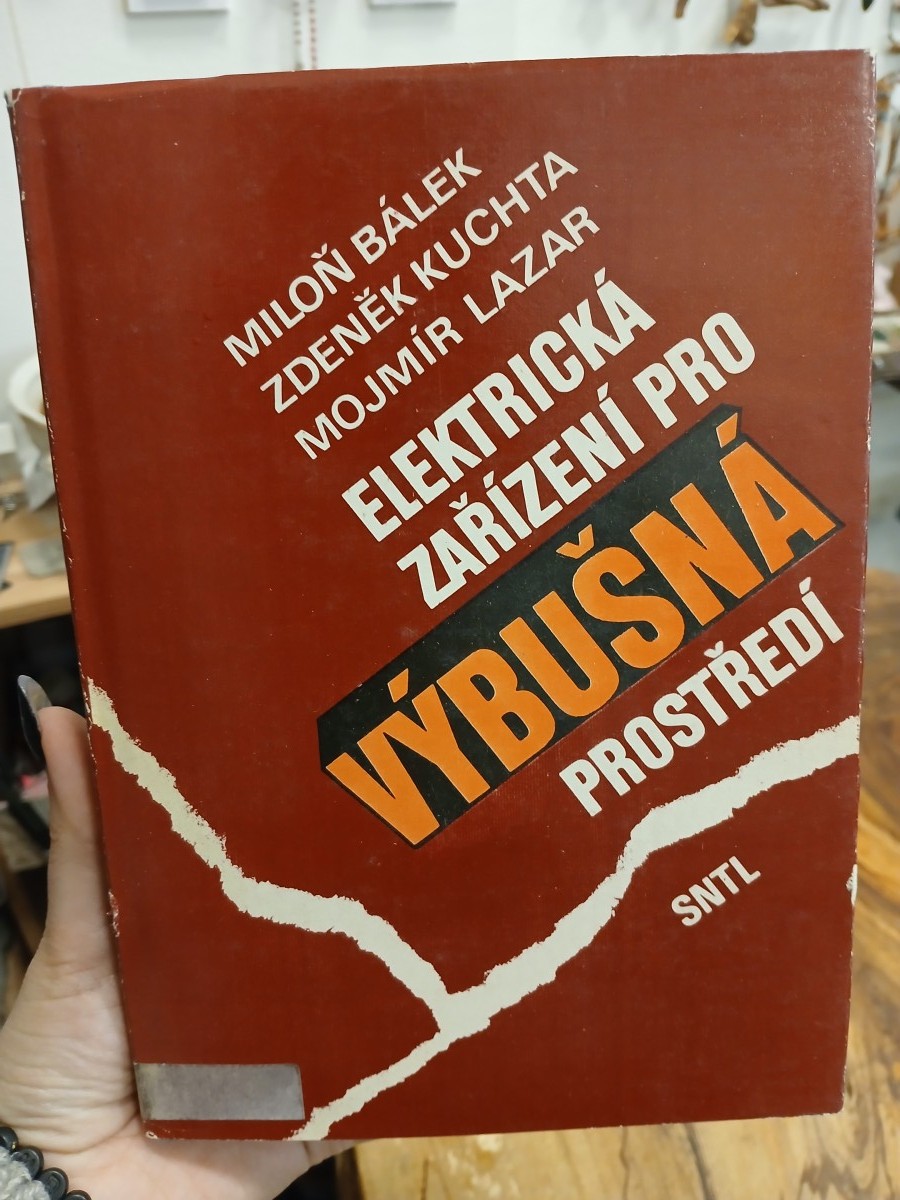 MILOŇ BÁLEK
ZDENĚK KUCHTA
MOJMÍR LAZAR
ELEKTRICKÁ
ZAŘÍZENÍ PRO
VÝBUŠNÁ
PROSTŘEDÍ
SNTL